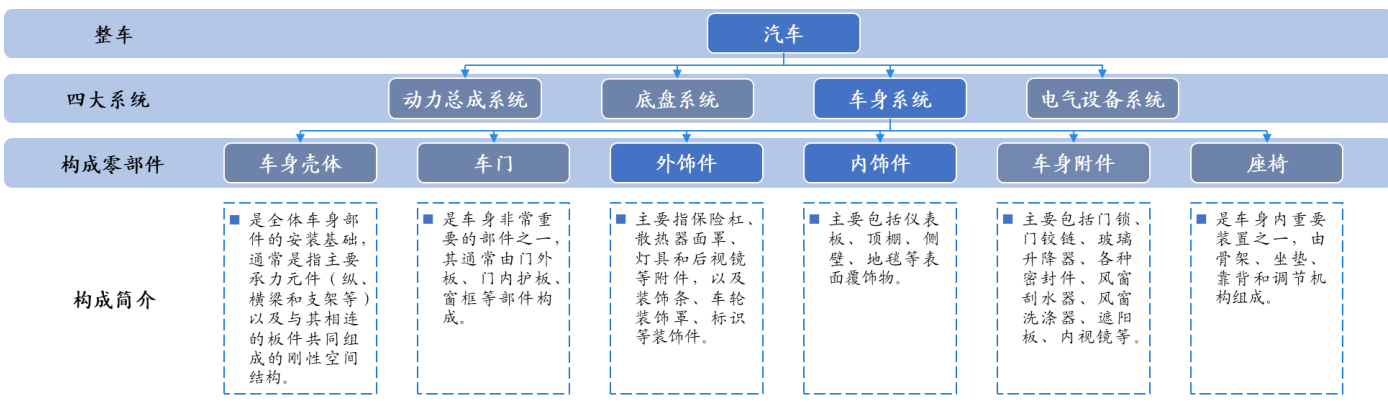 整车
汽车
四大系统
动力总成系统
底盘系统
车身系统
电气设备系统
构成零部件
车身壳体
车门
外饰件
内饰件
车身附件
座椅
构成简介
是全体车身部
件的安装基础，
通常是指主要
承力元件（纵、
横梁和支架等）
以及与其相连
的板件共同组
成的刚性空间
结构。
是车身非常重
要的部件之一，
其通常由门外
板、门内护板、
窗框等部件构
成。
主要指保险杠、
散热器面罩、
灯具和后视镜
等附件，以及
装饰条、车轮
装饰罩、标识
等装饰件。
主要包括仪表
板、顶棚、侧
壁、地毯等表
面覆饰物。
主要包括门锁、
门铰链、玻璃
升降器、各种
密封件、风窗
刮水器、风窗
洗涤器、遮阳
板、内视镜等。
是车身内重要
装置之一，由
骨架、坐垫、
靠背和调节机
构组成。